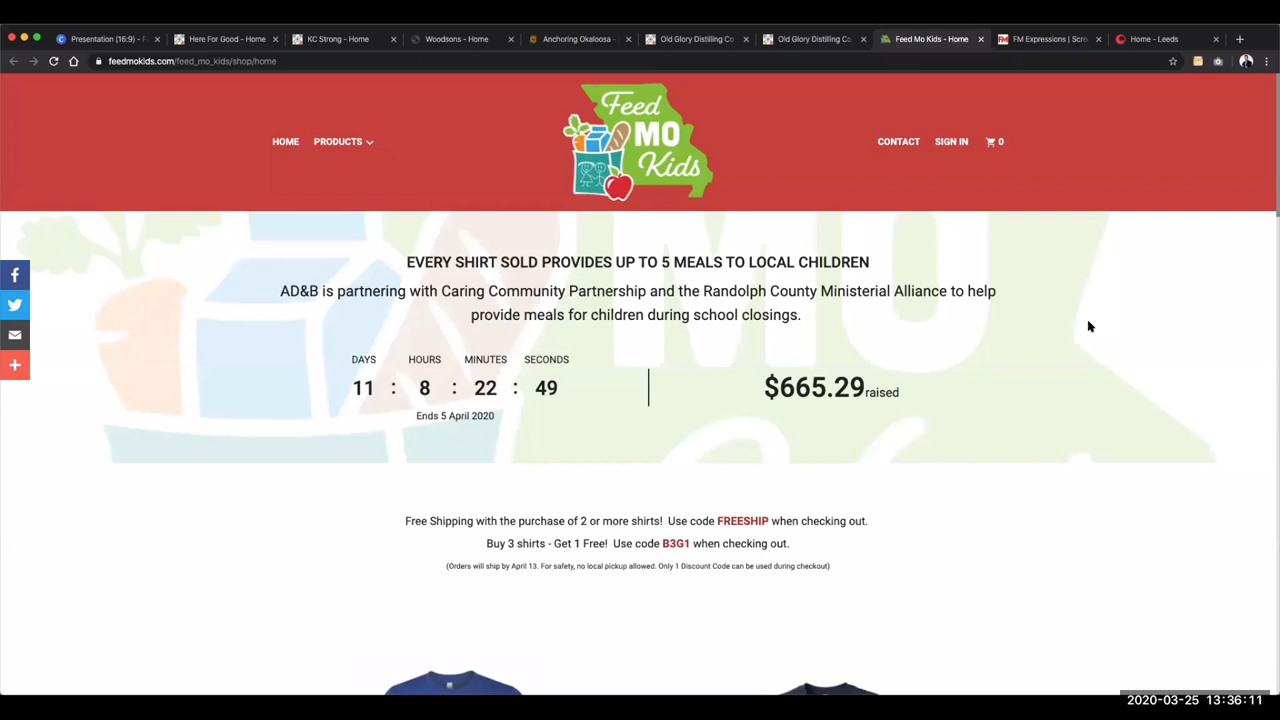 Presentation (16:9) - F
Here For Good - Home
KC Strong - Home
Woodsons - Home
Anchoring Okaloosa -
Old Glory Distilling Co
Old Glory Distilling Co.
Feed Mo Kids - Home
FM Expressions | Scre
Home - Leeds
feedmokids.com/feed_mo_kids/shop/home
HOME
PRODUCTS
Feed
MO
Kids
CONTACT
SIGN IN
0
EVERY SHIRT SOLD PROVIDES UP TO 5 MEALS TO LOCAL CHILDREN
AD&B is partnering with Caring Community Partnership and the Randolph County Ministerial Alliance to help
provide meals for children during school closings.
DAYS HOURS MINUTES SECONDS
11 : 8 : 22 : 49
Ends 5 April 2020
$665.29 raised
Free Shipping with the purchase of 2 or more shirts! Use code FREESHIP when checking out.
Buy 3 shirts - Get 1 Free! Use code B3G1 when checking out.
(Orders will ship by April 13. For safety, no local pickup allowed. Only 1 Discount Code can be used during checkout)
2020-03-25 13:36:11